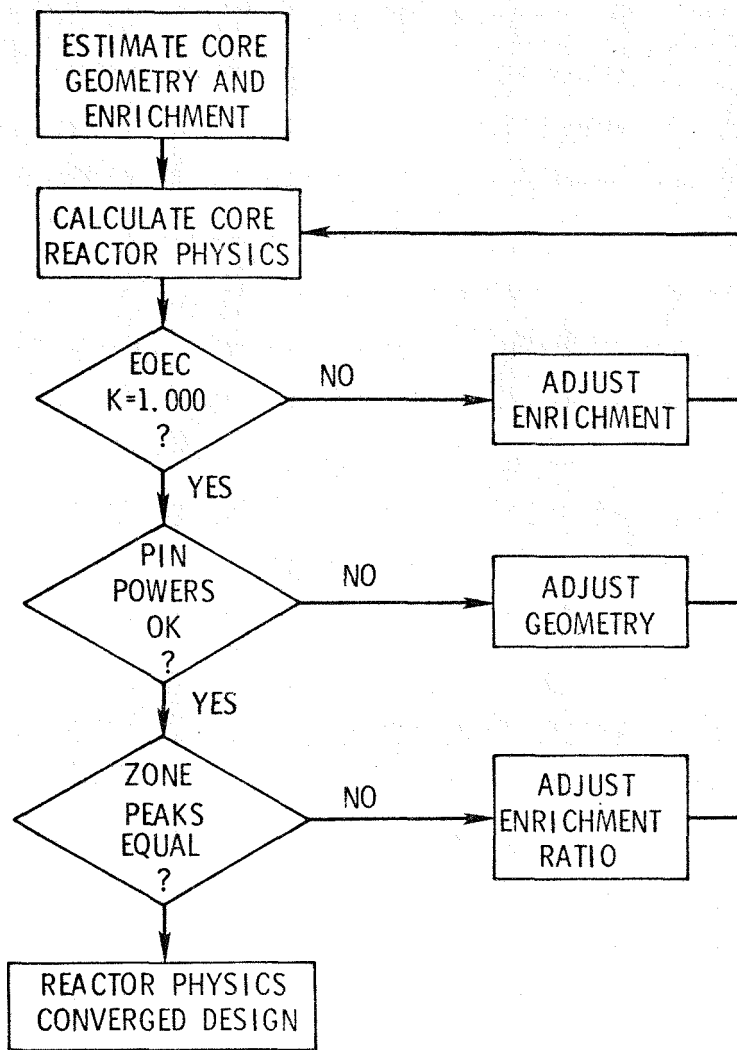 ESTIMATE CORE
GEOMETRY AND
ENRICHMENT
CALCULATE CORE
REACTOR PHYSICS
EOEC
K=1.000
?
NO
ADJUST
ENRICHMENT
YES
PIN
POWERS
OK
?
NO
ADJUST
GEOMETRY
YES
ZONE
PEAKS
EQUAL
?
NO
ADJUST
ENRICHMENT
RATIO
REACTOR PHYSICS
CONVERGED DESIGN